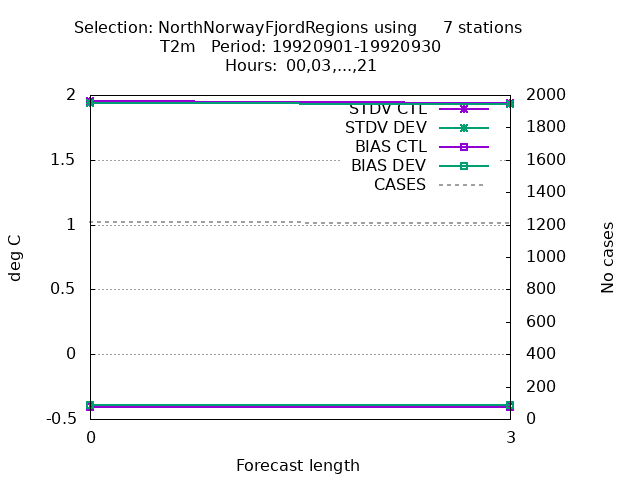 Selection: NorthNorwayFjordRegions using 7 stations
T2m Period: 19920901-19920930
Hours: 00,03,...,21
2
1.5
1
0.5
0
-0.5
deg C
STDV CTL
STDV DEV
BIAS CTL
BIAS DEV
CASES
2000
1800
1600
1400
1200
1000
800
600
400
200
0
No cases
0 3
Forecast length